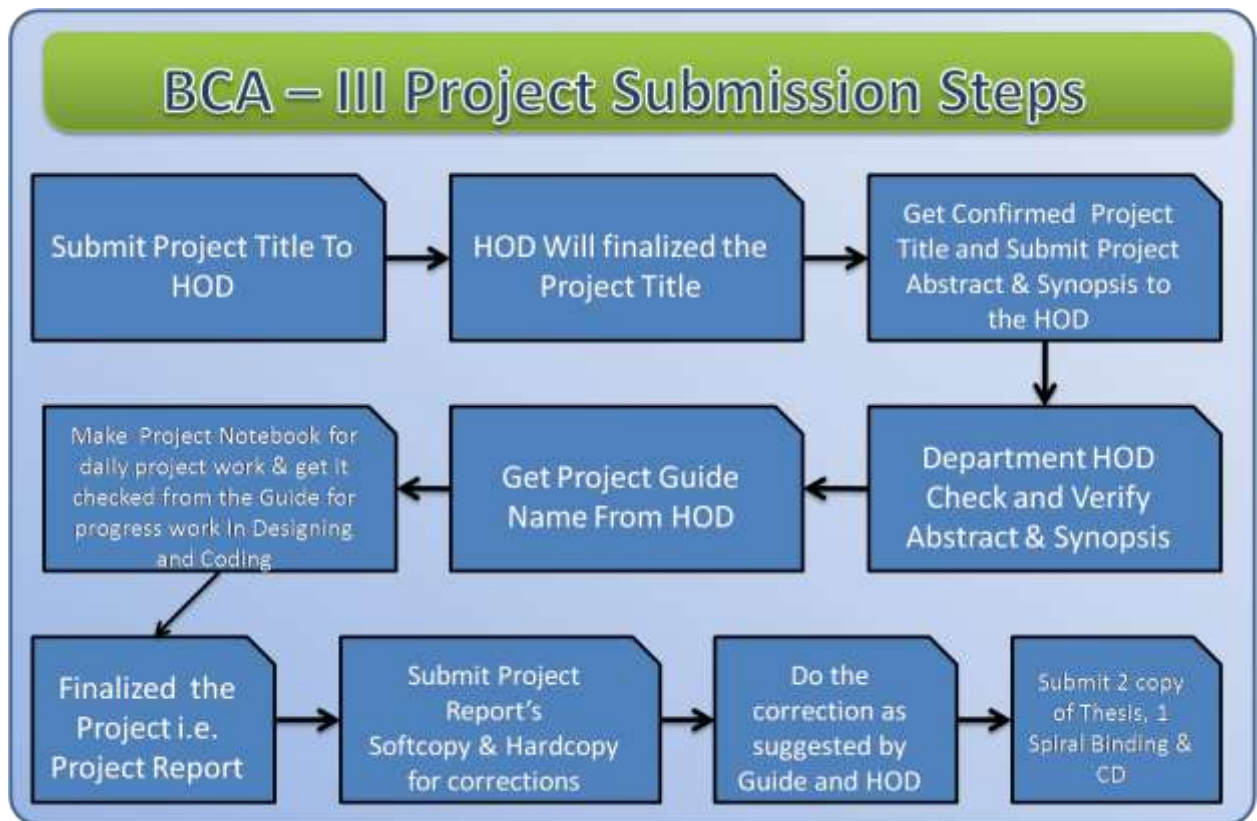 BCA – III Project Submission Steps
Submit Project Title To
HOD
HOD Will finalized the
Project Title
Get Confirmed Project
Title and Submit Project
Abstract & Synopsis to
the HOD
Department HOD
Check and Verify
Abstract & Synopsis
Get Project Guide
Name From HOD
Make Project Notebook for
daily project work & get it
checked from the Guide for
progress work in Designing
and Coding
Finalized the
Project i.e.
Project Report
Submit Project
Report's
Softcopy & Hardcopy
for corrections
Do the
correction as
suggested by
Guide and HOD
Submit 2 copy
of Thesis, 1
Spiral Binding &
CD